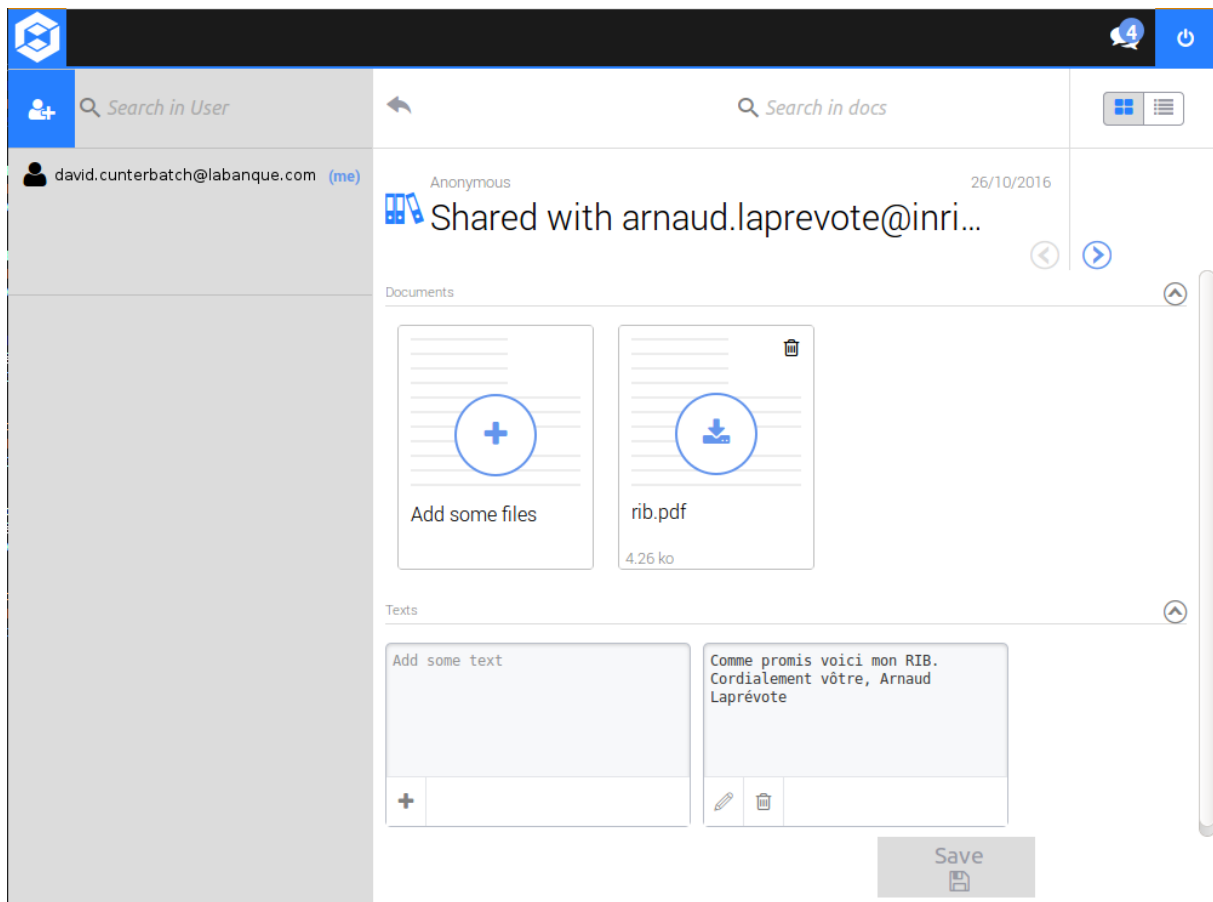 4
Search in User
Search in docs
david.cunterbatch@labanque.com (me)
Anonymous
26/10/2016
Shared with arnaud.laprevote@inri...
Documents
Add some files
rib.pdf
4.26 ko
Texts
Add some text
Comme promis voici mon RIB.
Cordialement vôtre, Arnaud
Laprévote
Save